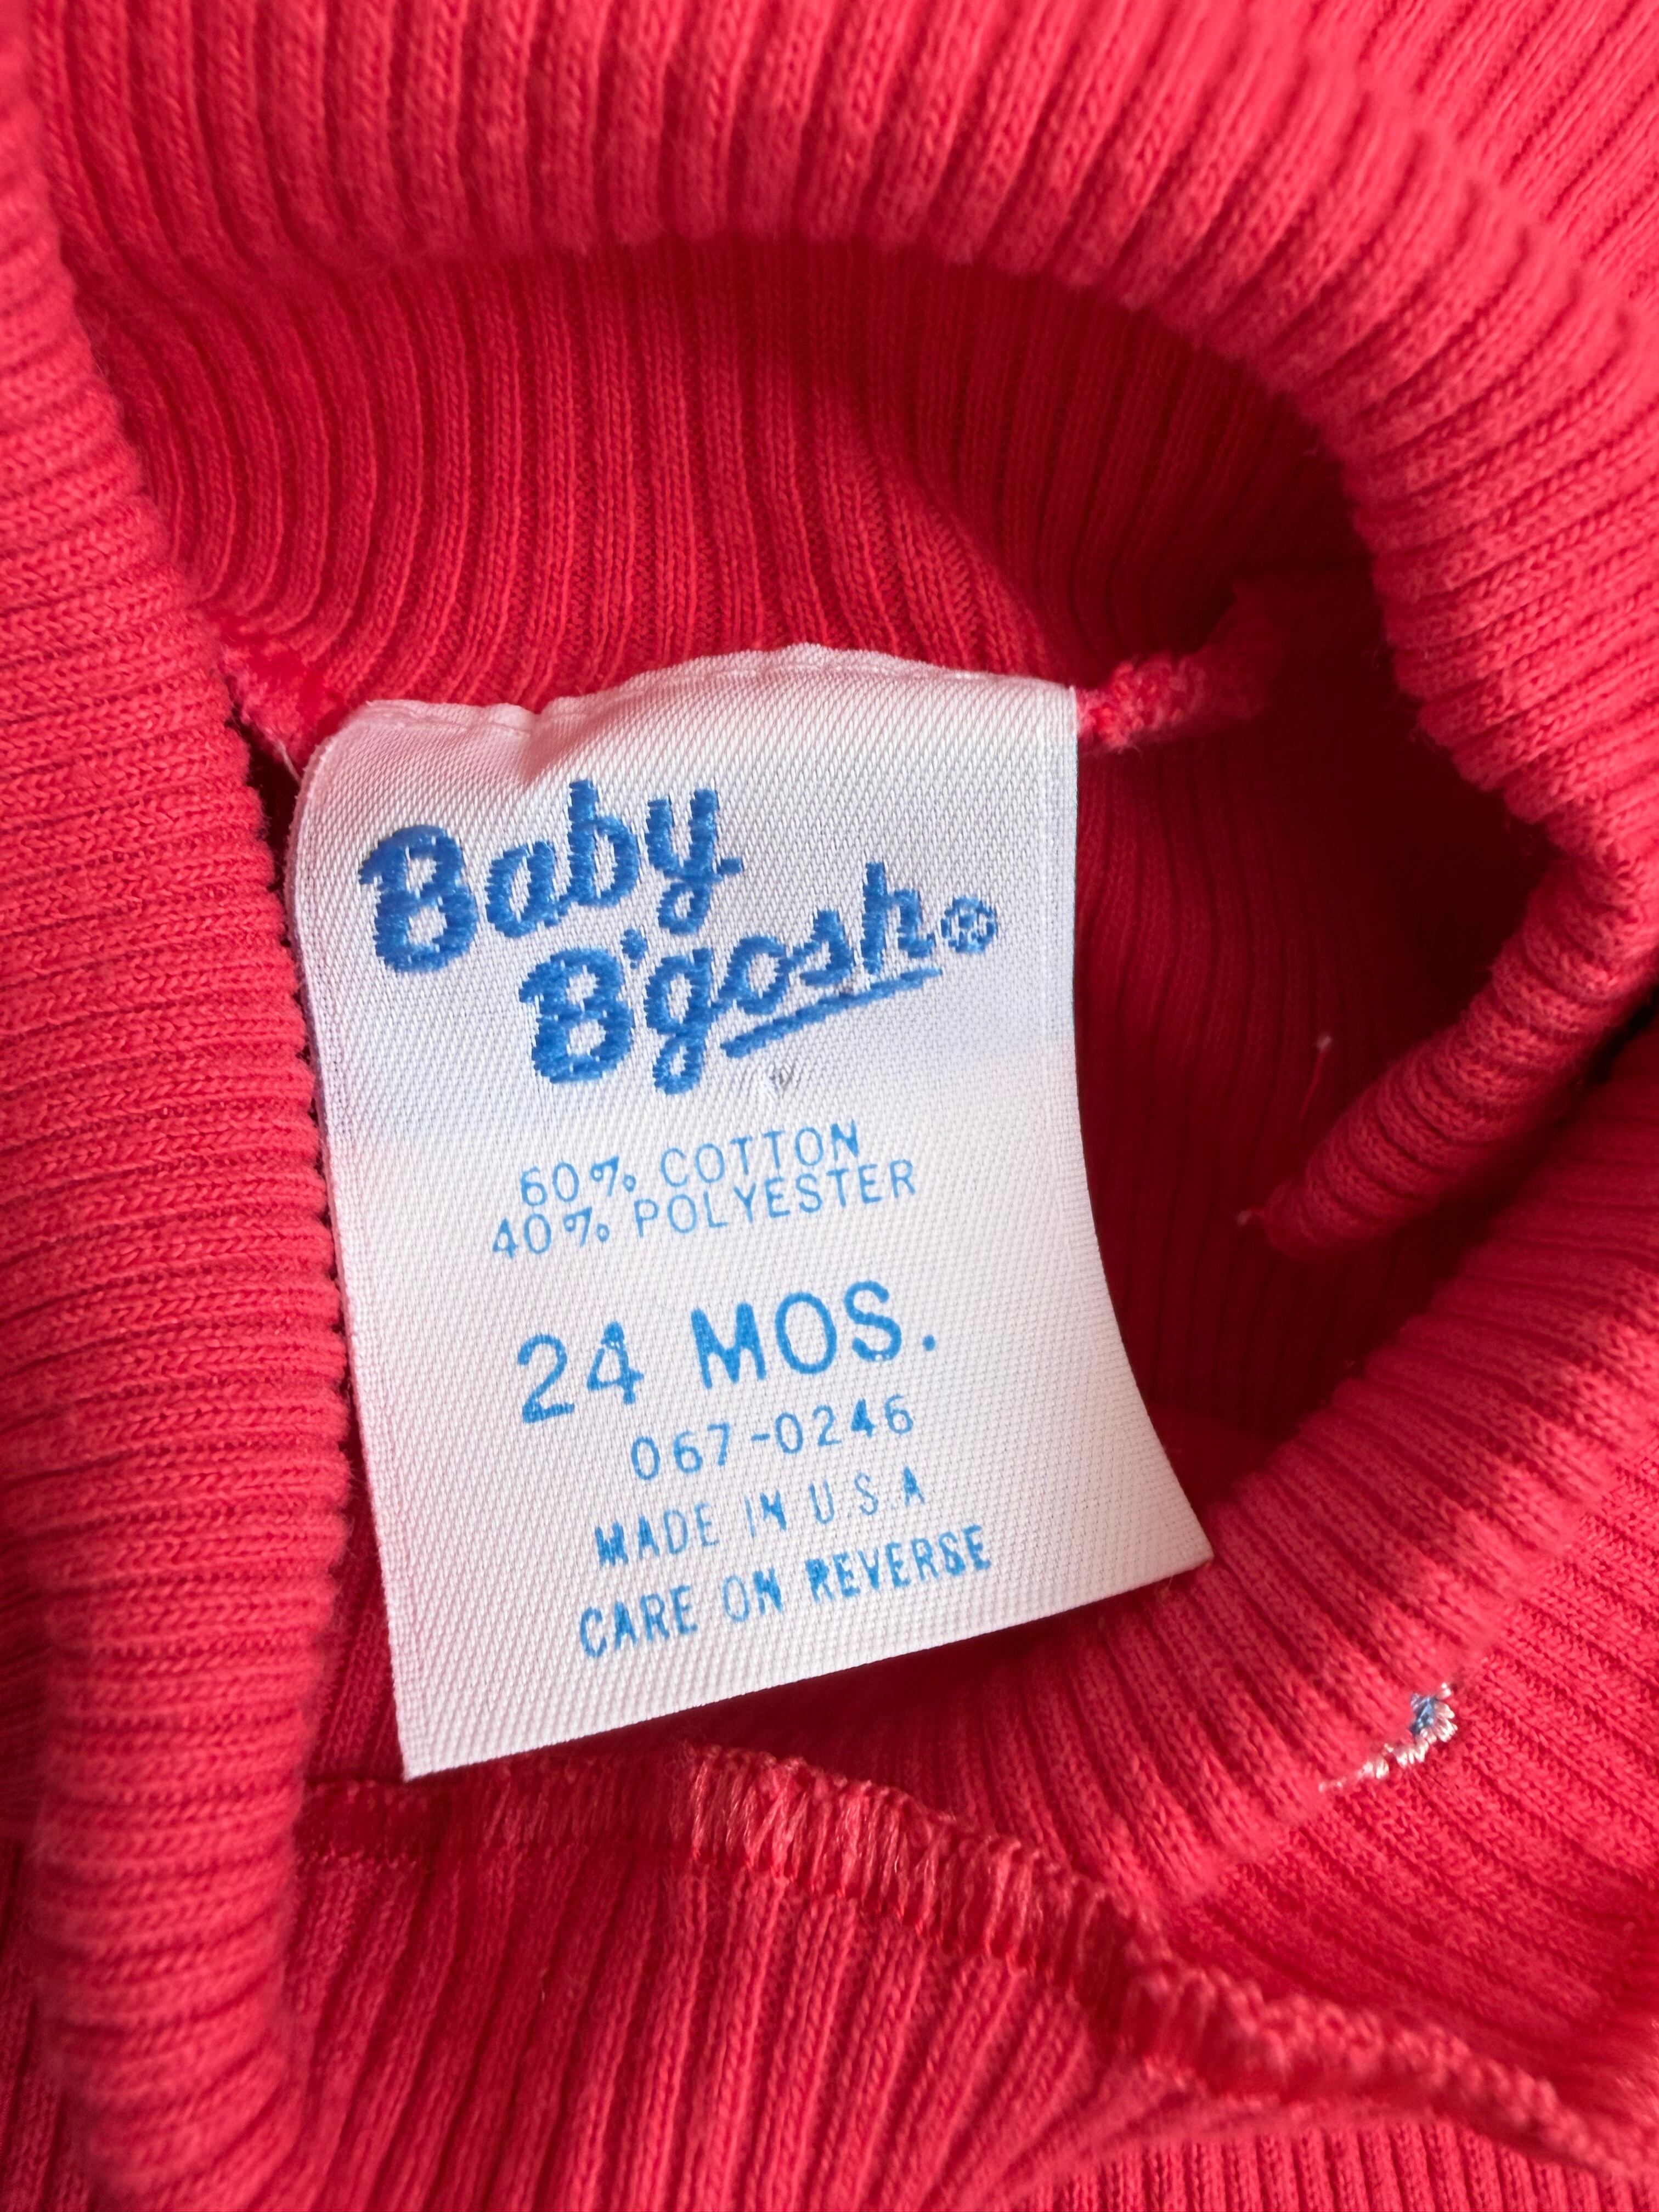 Baby
B'gosh®
60% COTTON
40% POLYESTER
24 MOS.
067-0246
MADE IN U.S.A
CARE ON REVERSE